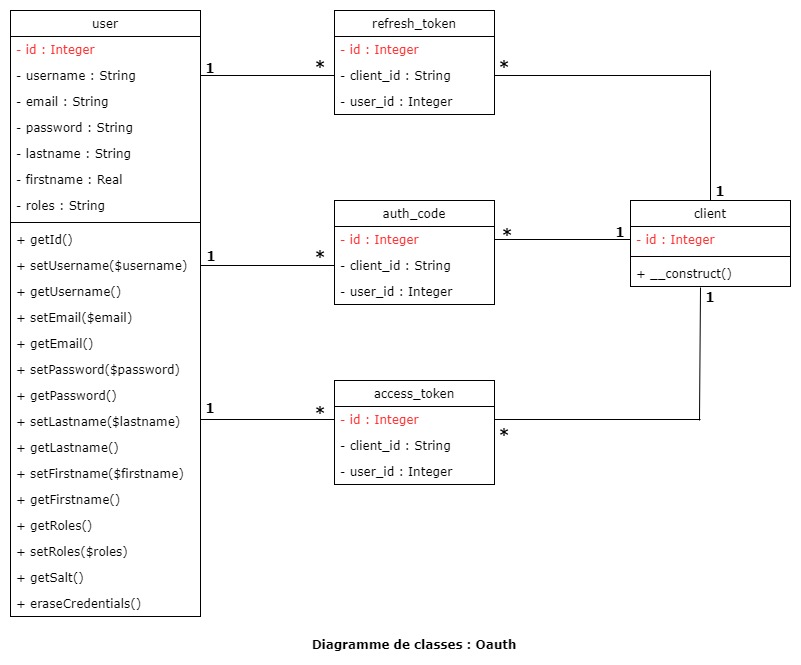 user
- id : Integer
- username : String
- email : String
- password : String
- lastname : String
- firstname : Real
- roles : String
+ getId()
+ setUsername($username)
+ getUsername()
+ setEmail($email)
+ getEmail()
+ setPassword($password)
+ getPassword()
+ setLastname($lastname)
+ getLastname()
+ setFirstname($firstname)
+ getFirstname()
+ getRoles()
+ setRoles($roles)
+ getSalt()
+ eraseCredentials()
1 *
refresh_token
- id : Integer
- client_id : String
- user_id : Integer
*
1
1 *
auth_code
- id : Integer
- client_id : String
- user_id : Integer
* 1
client
- id : Integer
+ __construct()
1
1 *
access_token
- id : Integer
- client_id : String
- user_id : Integer
*
Diagramme de classes : Oauth